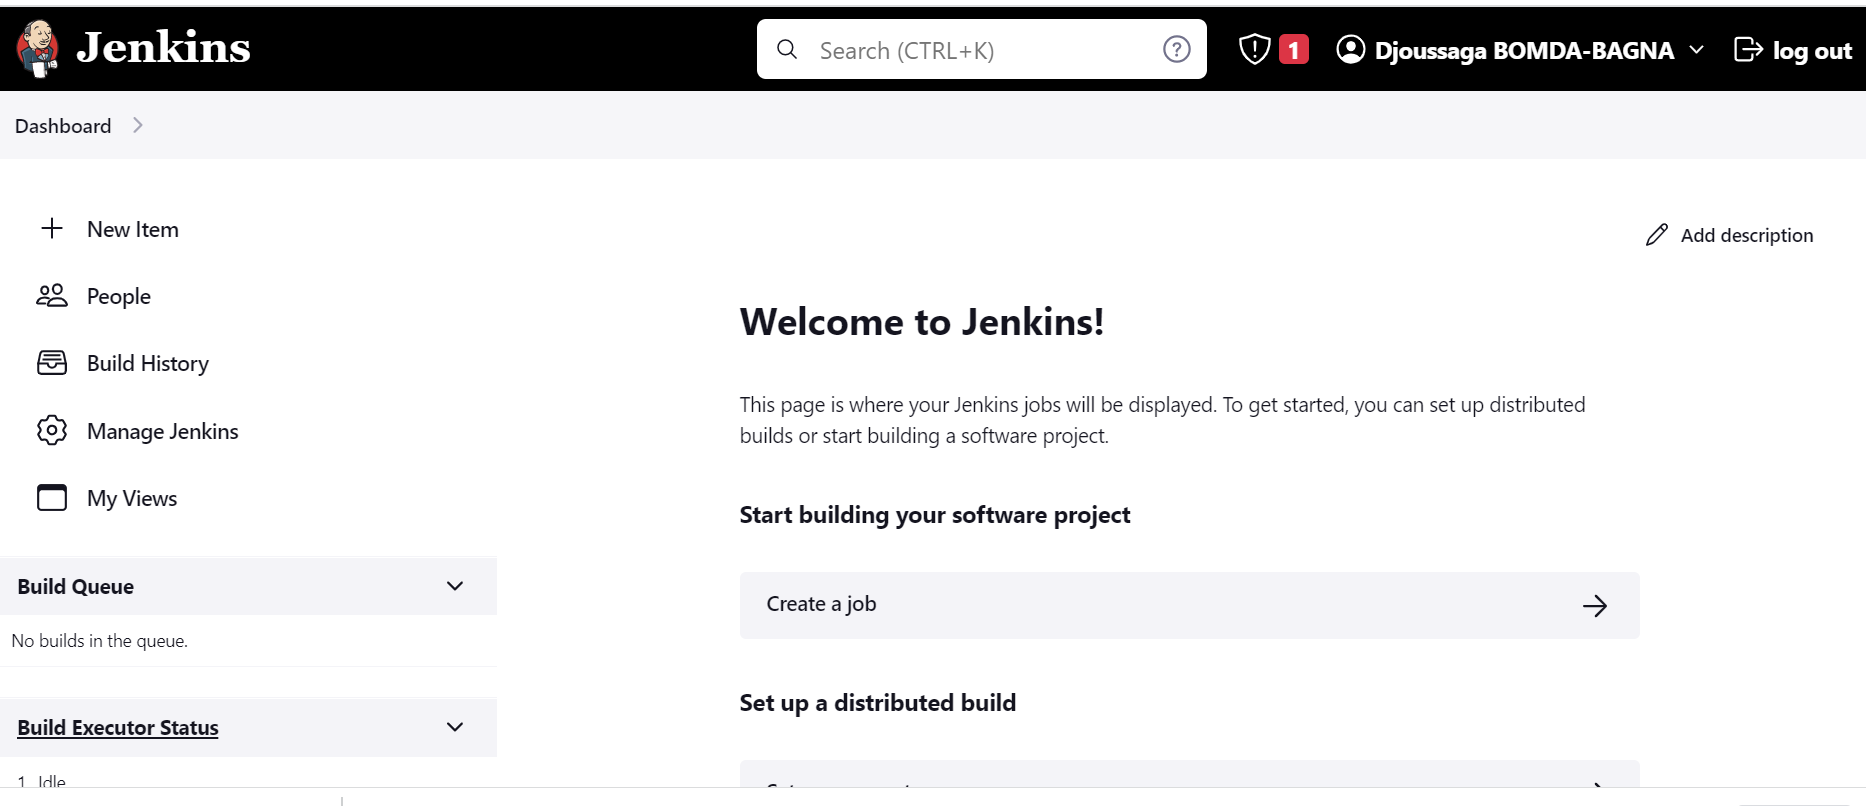 Jenkins
Search (CTRL+K)
1
Djoussaga BOMDA-BAGNA
log out
Dashboard
New Item
People
Build History
Manage Jenkins
My Views
Build Queue
No builds in the queue.
Build Executor Status
1 Idle
Add description
Welcome to Jenkins!
This page is where your Jenkins jobs will be displayed. To get started, you can set up distributed
builds or start building a software project.
Start building your software project
Create a job
Set up a distributed build